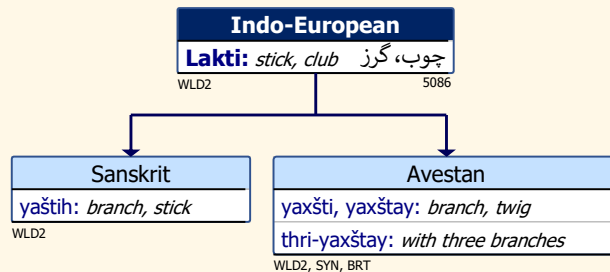 Indo-European
Lakti: stick, club چوب، گرز
WLD2 5086
Sanskrit
yaštih: branch, stick
WLD2
Avestan
yaxšti, yaxštay: branch, twig
thri-yaxštay: with three branches
WLD2, SYN, BRT